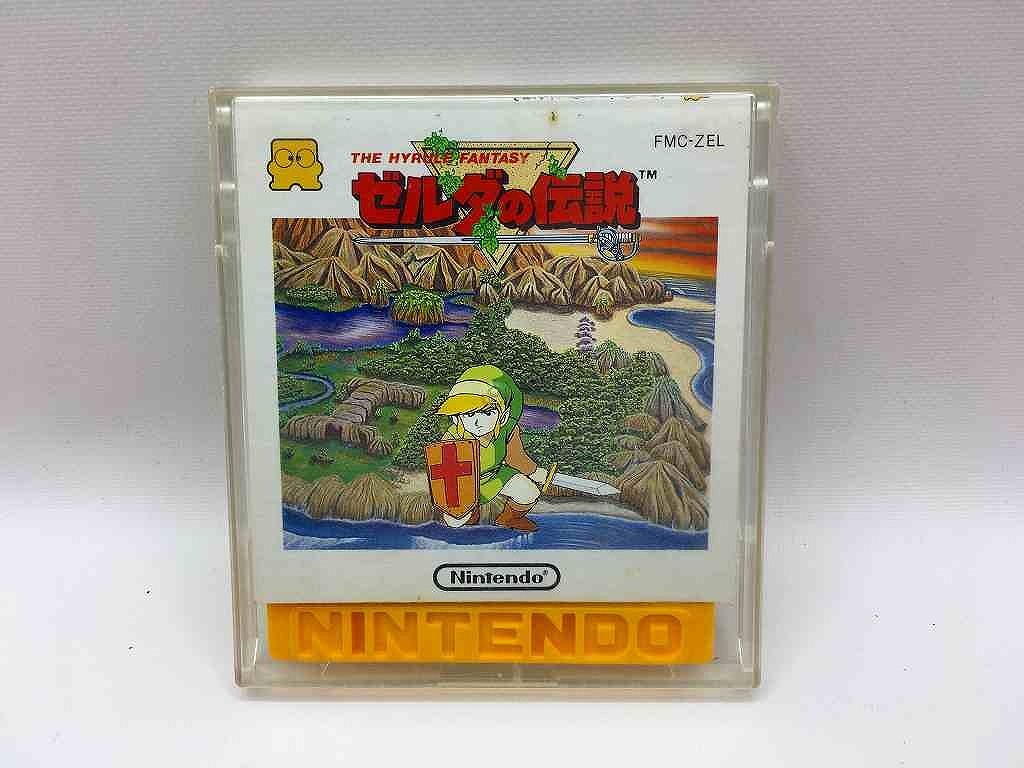 FMC-ZEL
THE HYRULE FANTASY
ゼルダの伝説™
Nintendo®
NINTENDO